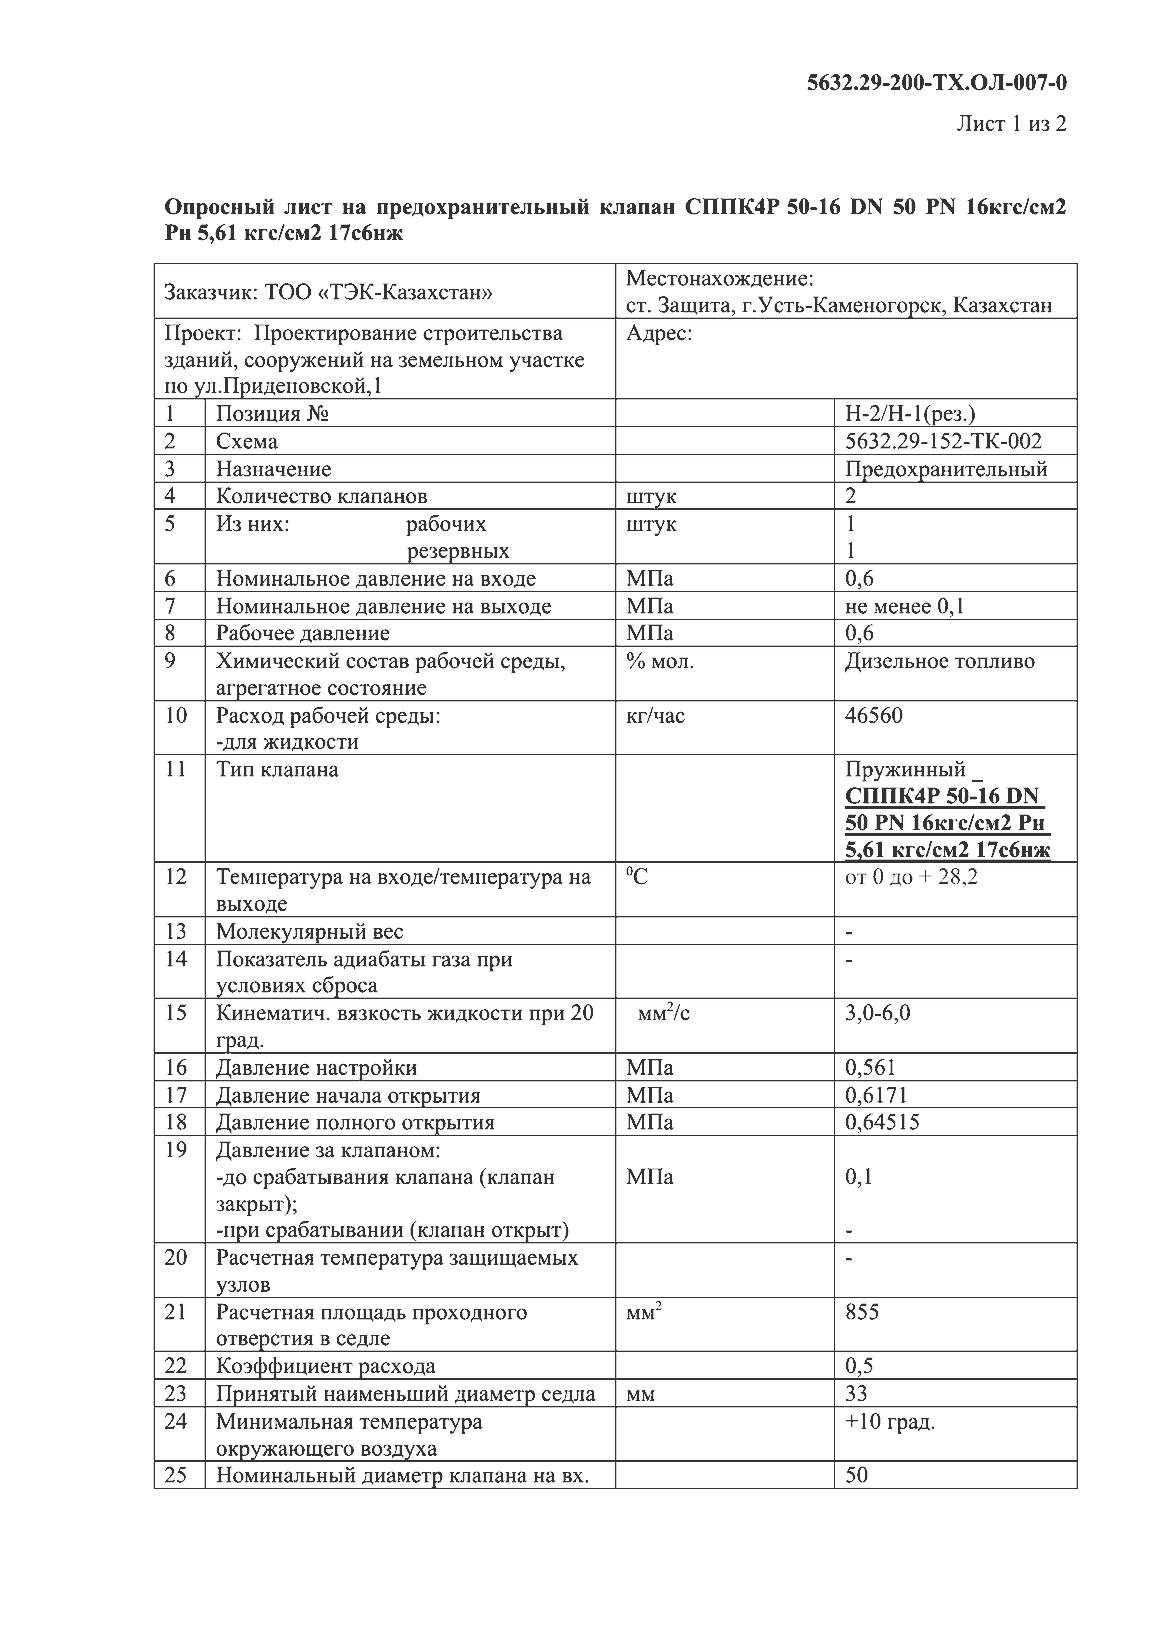 5632.29-200-ТХ.ОЛ-007-0
Лист 1 из 2
Опросный лист на предохранительный клапан СППК4Р 50-16 DN 50 PN 16кгс/см2
Рн 5,61 кгс/см2 17с6нж
Заказчик: ТОО «ТЭК-Казахстан»
Местонахождение:
ст. Защита, г.Усть-Каменогорск, Казахстан
Проект: Проектирование строительства
зданий, сооружений на земельном участке
по ул.Приденовской,1
Адрес:
1 Позиция № Н-2/Н-1(рез.)
2 Схема 5632.29-152-ТК-002
3 Назначение Предохранительный
4 Количество клапанов штук 2
5 Из них: рабочих штук 1
резервных 1
6 Номинальное давление на входе МПа 0,6
7 Номинальное давление на выходе МПа не менее 0,1
8 Рабочее давление МПа 0,6
9 Химический состав рабочей среды, % мол. Дизельное топливо
агрегатное состояние
10 Расход рабочей среды: кг/час 46560
-для жидкости
11 Тип клапана Пружинный _
СППК4Р 50-16 DN
50 PN 16кгс/см2 Рн
5,61 кгс/см2 17с6нж
12 Температура на входе/температура на ⁰С от 0 до + 28,2
выходе
13 Молекулярный вес -
14 Показатель адиабаты газа при -
условиях сброса
15 Кинематич. вязкость жидкости при 20 мм²/с 3,0-6,0
град.
16 Давление настройки МПа 0,561
17 Давление начала открытия МПа 0,6171
18 Давление полного открытия МПа 0,64515
19 Давление за клапаном:
-до срабатывания клапана (клапан МПа 0,1
закрыт);
-при срабатывании (клапан открыт) -
20 Расчетная температура защищаемых -
узлов
21 Расчетная площадь проходного мм² 855
отверстия в седле
22 Коэффициент расхода 0,5
23 Принятый наименьший диаметр седла мм 33
24 Минимальная температура +10 град.
окружающего воздуха
25 Номинальный диаметр клапана на вх. 50